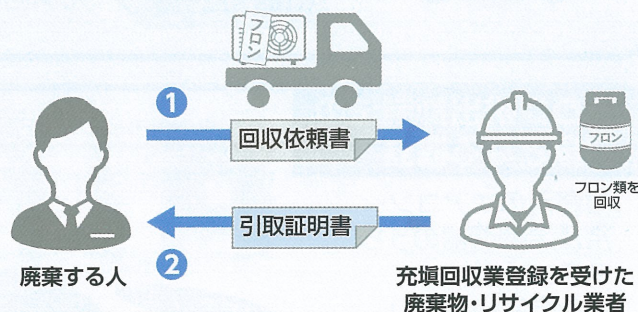 フロン
1
回収依頼書
フロン
フロン類を
回収
引取証明書
2
廃棄する人
充塡回収業登録を受けた
廃棄物・リサイクル業者